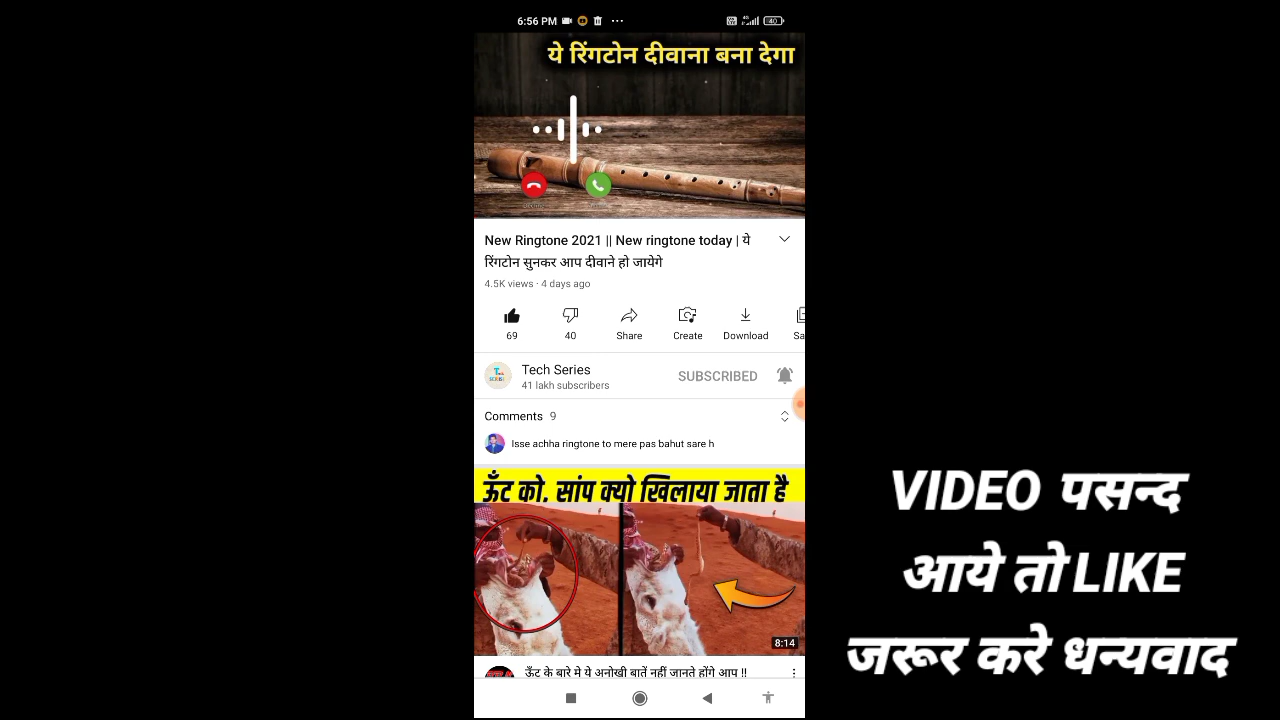 6:56 PM
40
ये रिंगटोन दीवाना बना देगा
New Ringtone 2021 || New ringtone today | ये
रिंगटोन सुनकर आप दीवाने हो जायेगे
4.5K views · 4 days ago
69
40
Share
Create
Download
Sa
Tech Series
41 lakh subscribers
SUBSCRIBED
Comments 9
Isse achha ringtone to mere pas bahut sare h
ऊँट को. सांप क्यो खिलाया जाता है
8:14
ऊँट के बारे मे ये अनोखी बातें नहीं जानते होंगे आप !!
VIDEO पसन्द
आये तो LIKE
जरूर करे धन्यवाद